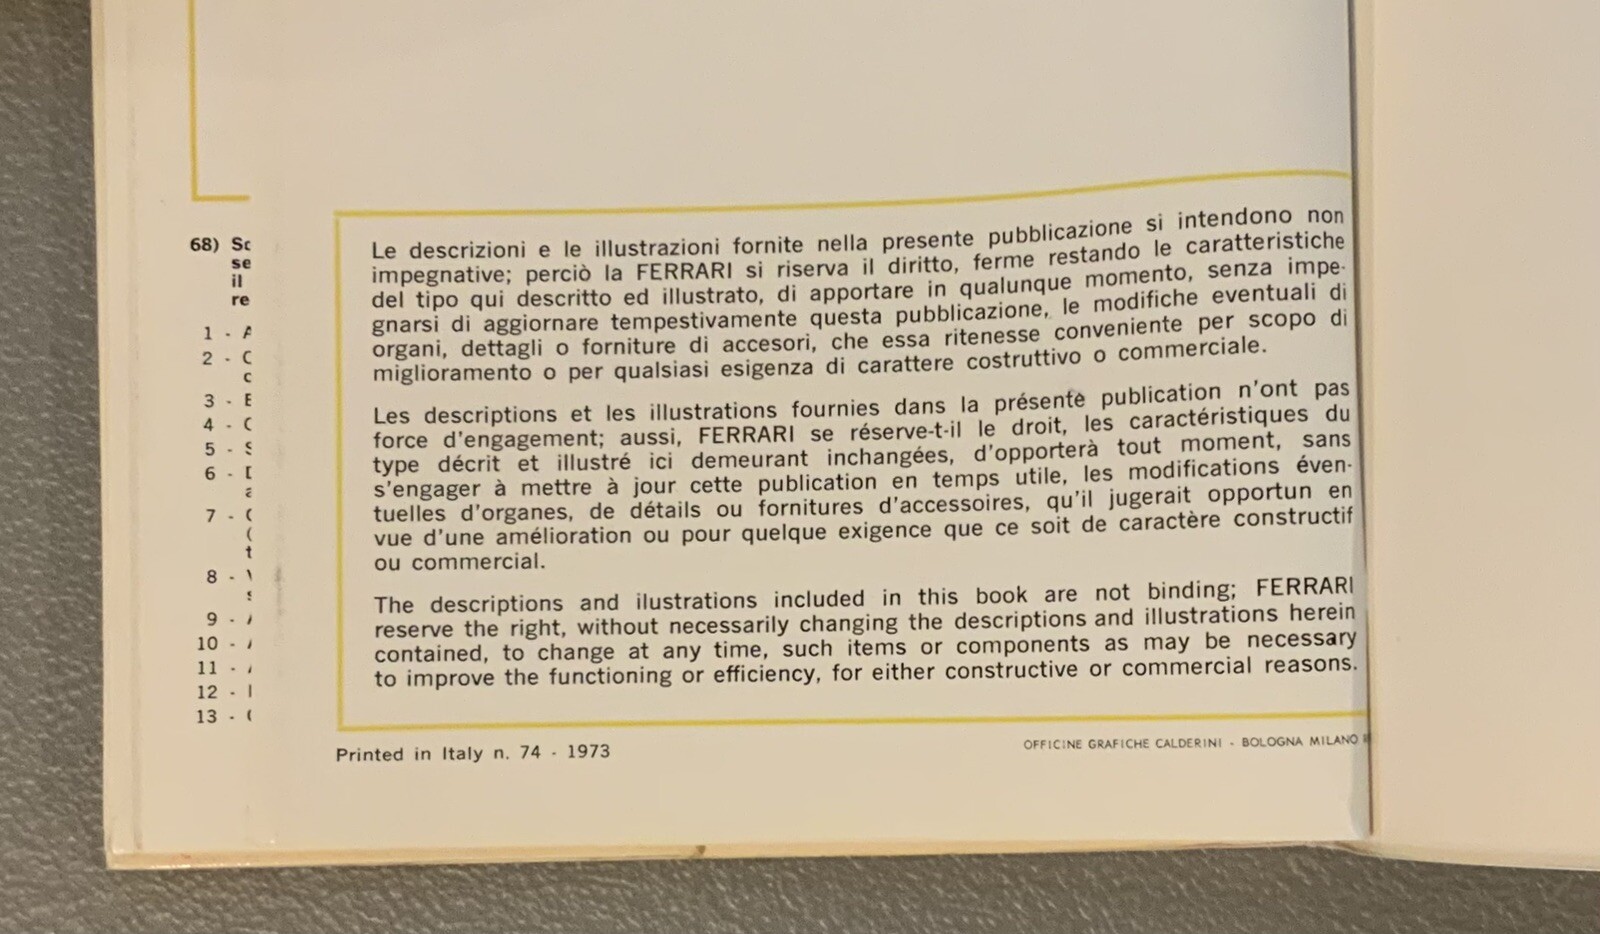 68) Sc
se
il
re
1 -
2 - C
c
3 - E
4 - C
5 - S
6 -
a
7 -
t
8 -
s
9 -
10 -
11 -
12 -
13 -
Le descrizioni e le illustrazioni fornite nella presente pubblicazione si intendono non
impegnative; perciò la FERRARI si riserva il diritto, ferme restando le caratteristiche
del tipo qui descritto ed illustrato, di apportare in qualunque momento, senza impe-
gnarsi di aggiornare tempestivamente questa pubblicazione, le modifiche eventuali di
organi, dettagli o forniture di accesori, che essa ritenesse conveniente per scopo di
miglioramento o per qualsiasi esigenza di carattere costruttivo o commerciale.
Les descriptions et les illustrations fournies dans la présente publication n'ont pas
force d'engagement; aussi, FERRARI se réserve-t-il le droit, les caractéristiques du
type décrit et illustré ici demeurant inchangées, d'opporterà tout moment, sans
s'engager à mettre à jour cette publication en temps utile, les modifications éven-
tuelles d'organes, de détails ou fornitures d'accessoires, qu'il jugerait opportun en
vue d'une amélioration ou pour quelque exigence que ce soit de caractère constructif
ou commercial.
The descriptions and ilustrations included in this book are not binding; FERRARI
reserve the right, without necessarily changing the descriptions and illustrations herein
contained, to change at any time, such items or components as may be necessary
to improve the functioning or efficiency, for either constructive or commercial reasons.
Printed in Italy n. 74 - 1973
OFFICINE GRAFICHE CALDERINI - BOLOGNA MILANO